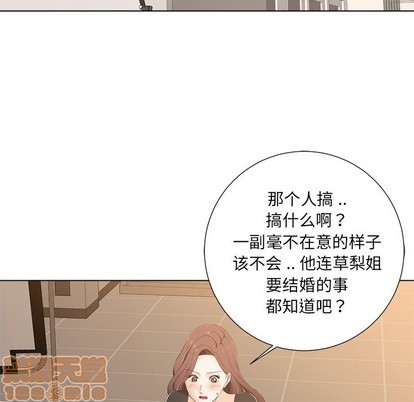 那个人搞 ..
搞什么啊？
一副毫不在意的样子
该不会 .. 他连草梨姐
要结婚的事
都知道吧？